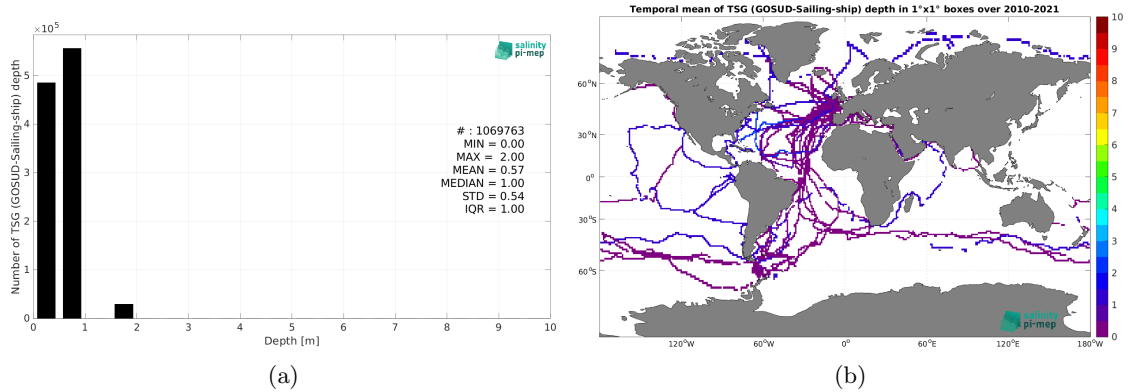 ×10⁵
5
4
3
2
1
0
Number of TSG (GOSUD-Sailing-ship) depth
salinity
pi-mep
# : 1069763
MIN = 0.00
MAX = 2.00
MEAN = 0.57
MEDIAN = 1.00
STD = 0.54
IQR = 1.00
0 1 2 3 4 5 6 7 8 9 10
Depth [m]
(a)
Temporal mean of TSG (GOSUD-Sailing-ship) depth in 1°x1° boxes over 2010-2021
60°N
30°N
0°
30°S
60°S
120°W 60°W 0° 60°E 120°E 180°W
salinity
pi-mep
10
9
8
7
6
5
4
3
2
1
0
(b)